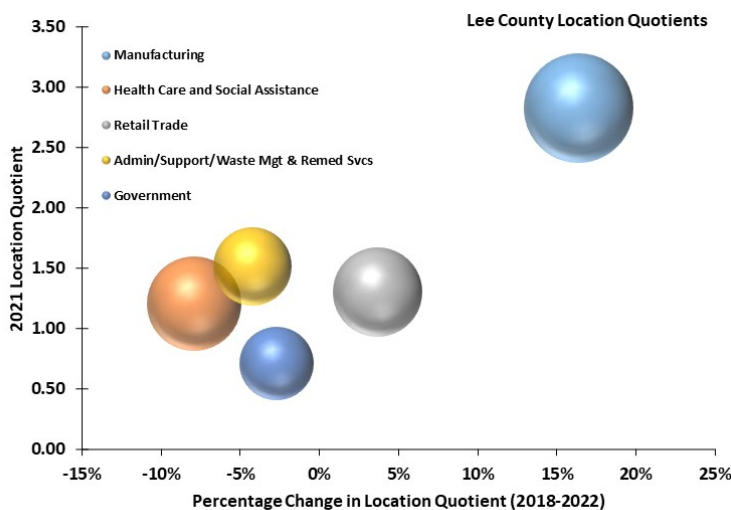 Lee County Location Quotients
3.50
3.00
2.50
2.00
1.50
1.00
0.50
0.00
2021 Location Quotient
Manufacturing
Health Care and Social Assistance
Retail Trade
Admin/Support/Waste Mgt & Remed Svcs
Government
-15% -10% -5% 0% 5% 10% 15% 20% 25%
Percentage Change in Location Quotient (2018-2022)